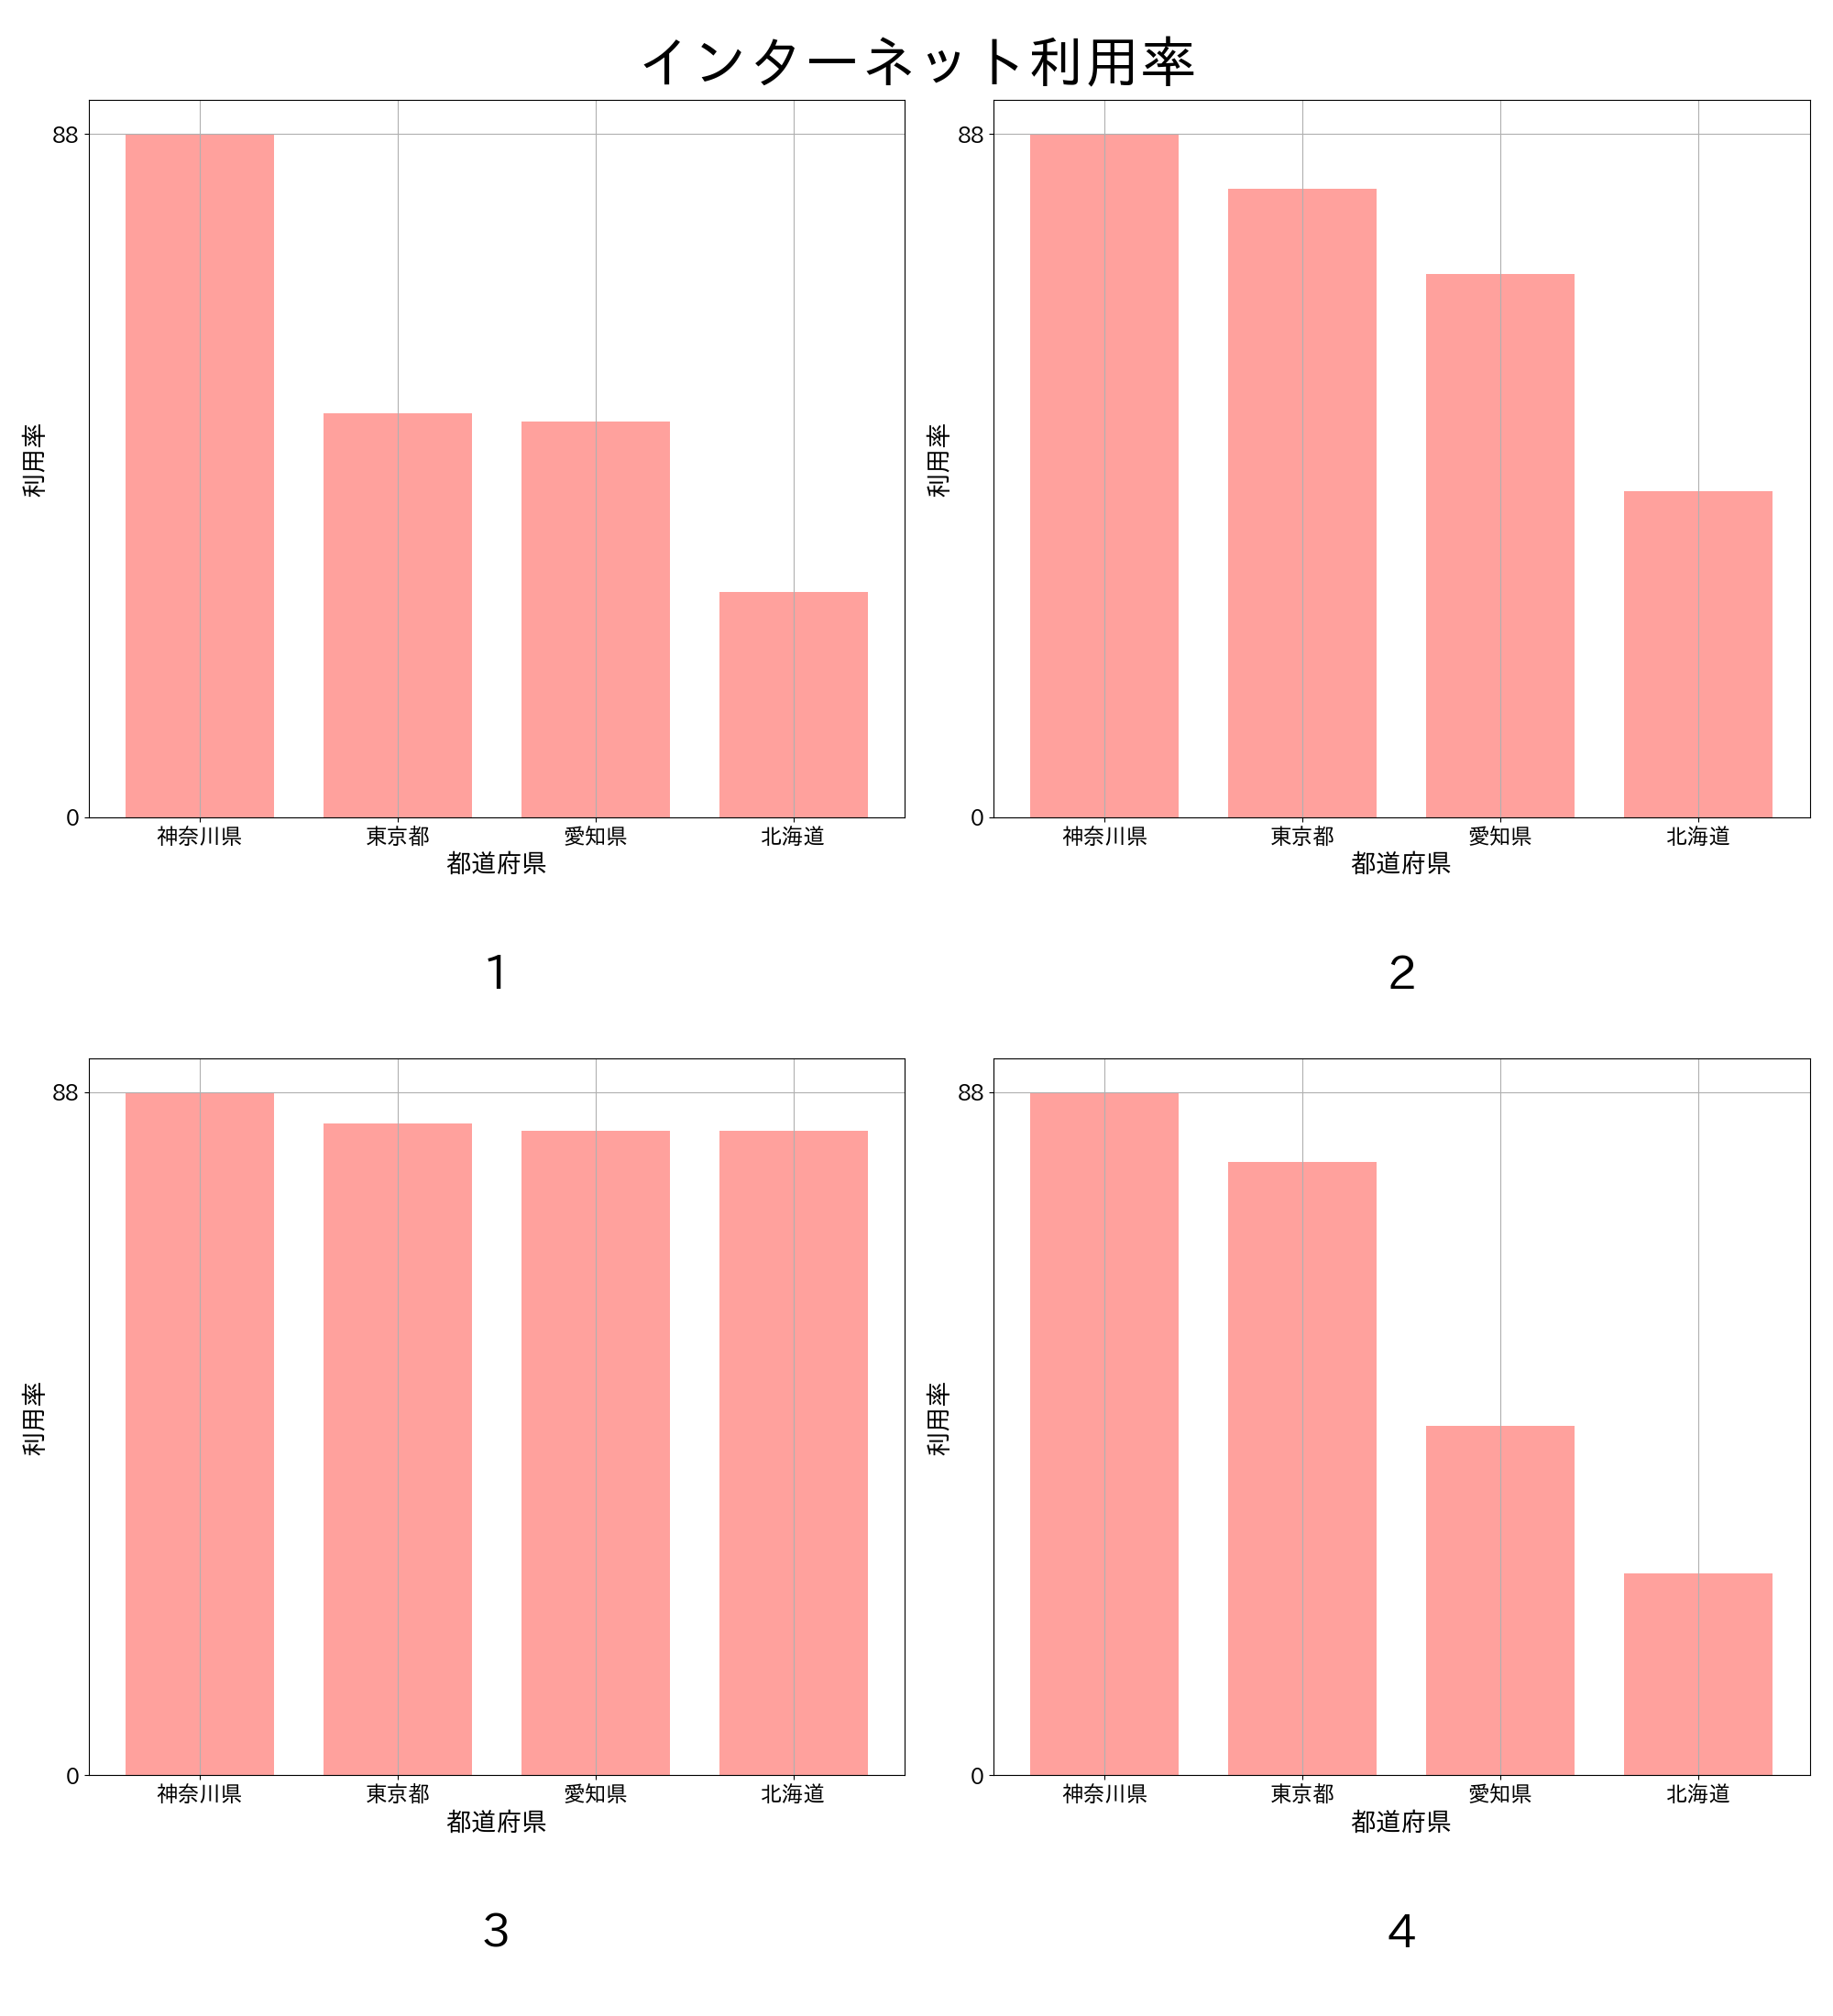 インターネット利用率
88
0
利用率
神奈川県 東京都 愛知県 北海道
都道府県
1
88
0
利用率
神奈川県 東京都 愛知県 北海道
都道府県
2
88
0
利用率
神奈川県 東京都 愛知県 北海道
都道府県
3
88
0
利用率
神奈川県 東京都 愛知県 北海道
都道府県
4